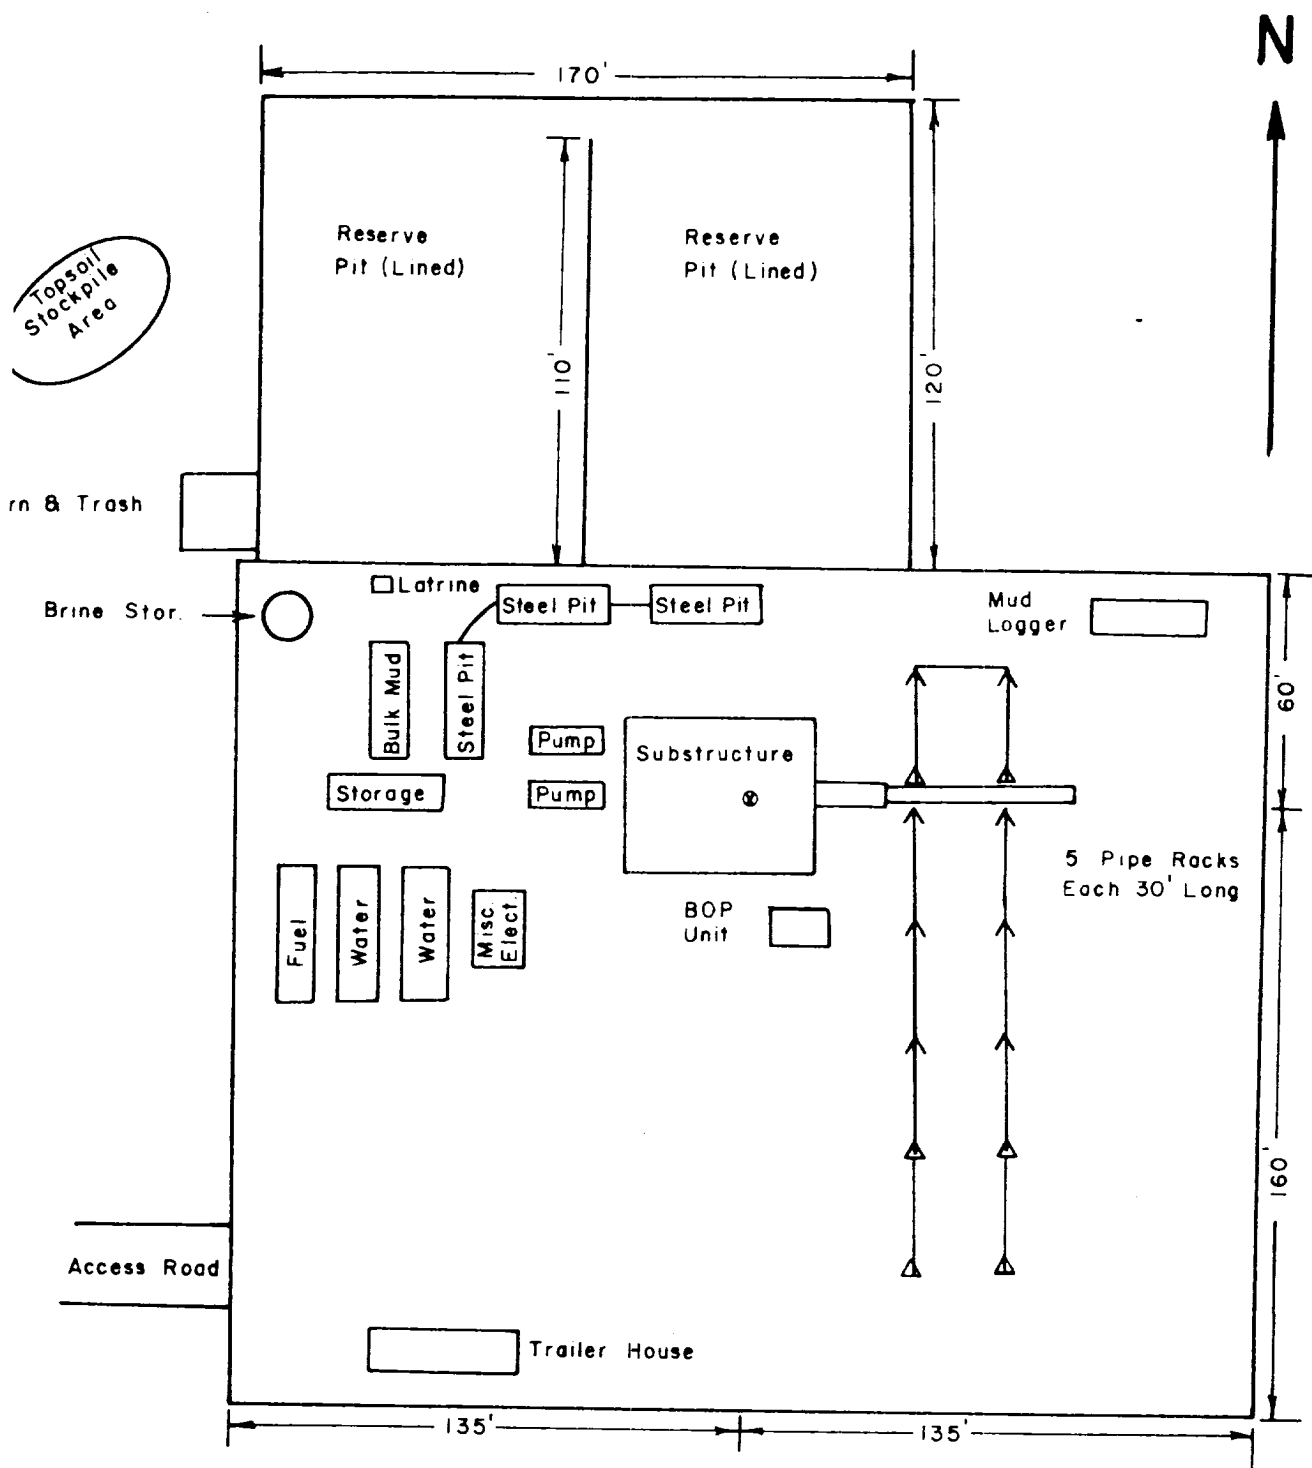 N
170'
Reserve
Pit (Lined)
Reserve
Pit (Lined)
Topsoil
Stockpile
Area
110'
120'
rn & Trash
Latrine
Steel Pit
Steel Pit
Brine Stor.
Mud
Logger
Bulk Mud
Steel Pit
60'
Pump
Substructure
Storage
Pump
5 Pipe Racks
Each 30' Long
Fuel
Water
Water
Misc.
Elect.
BOP
Unit
160'
Access Road
Trailer House
135'
135'